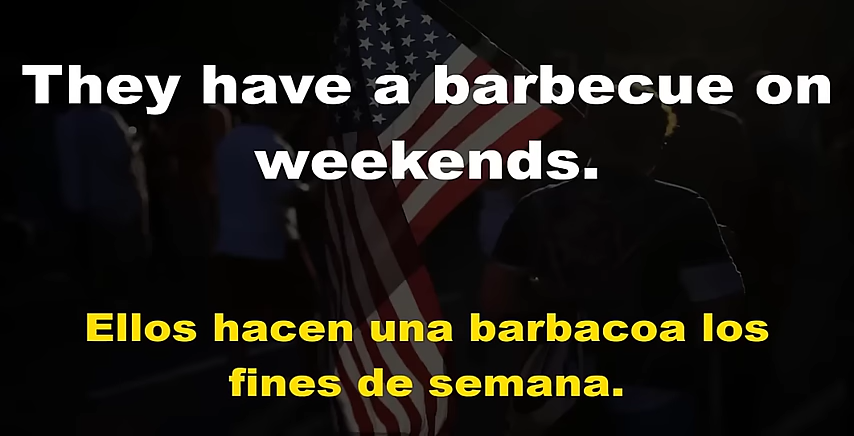 They have a barbecue on
weekends.
Ellos hacen una barbacoa los
fines de semana.